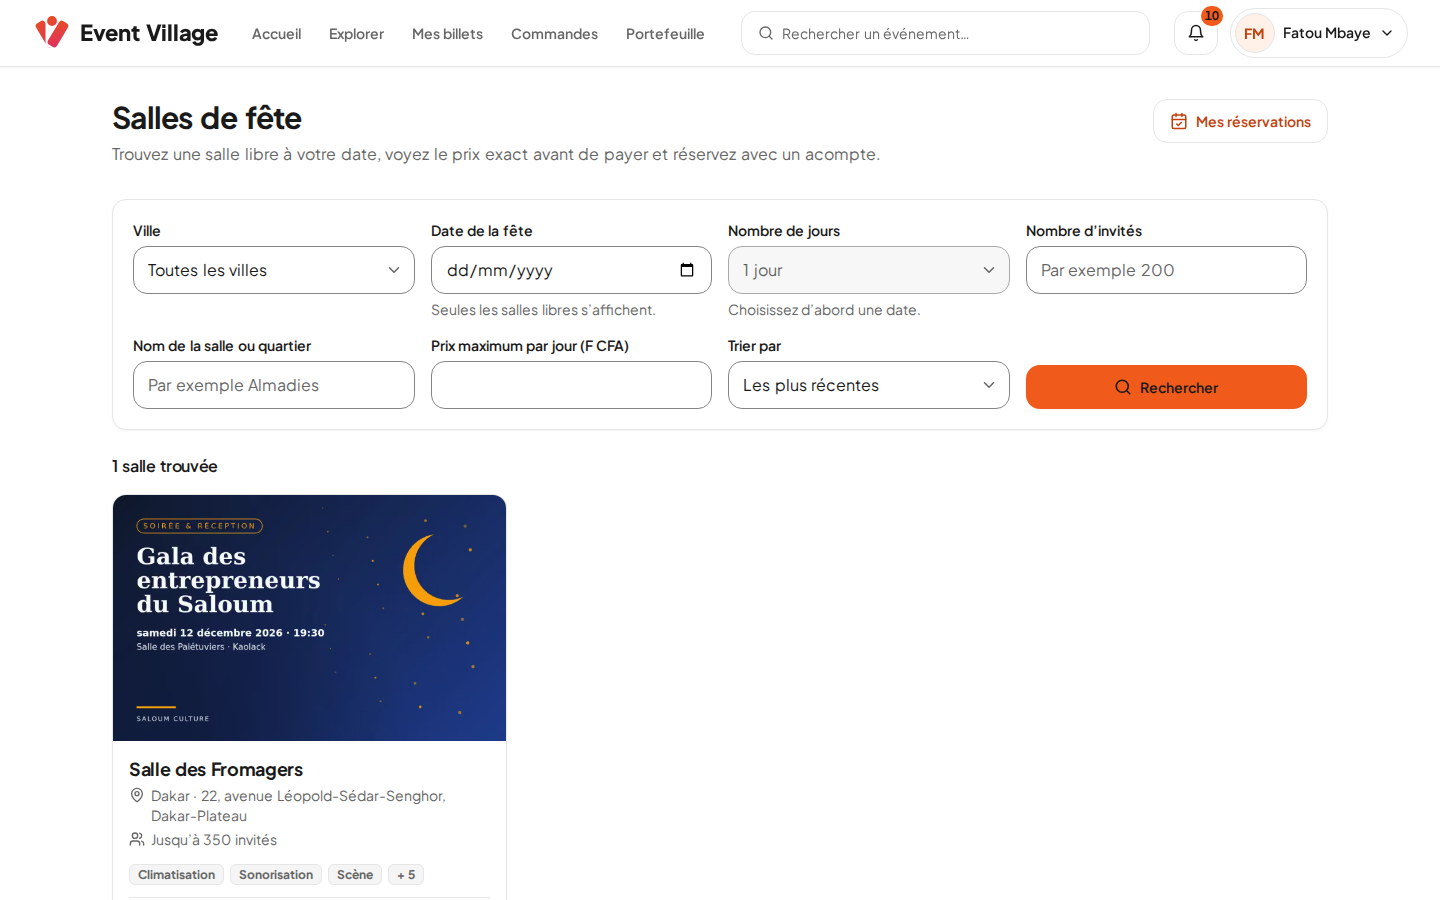 Event Village
Accueil
Explorer
Mes billets
Commandes
Portefeuille
Rechercher un événement…
10
FM
Fatou Mbaye
Salles de fête
Mes réservations
Trouvez une salle libre à votre date, voyez le prix exact avant de payer et réservez avec un acompte.
Ville
Date de la fête
Nombre de jours
Nombre d’invités
Toutes les villes
dd/mm/yyyy
1 jour
Par exemple 200
Seules les salles libres s’affichent.
Choisissez d’abord une date.
Nom de la salle ou quartier
Prix maximum par jour (F CFA)
Trier par
Par exemple Almadies
Les plus récentes
Rechercher
1 salle trouvée
SOIRÉE & RÉCEPTION
Gala des
entrepreneurs
du Saloum
samedi 12 décembre 2026 · 19:30
Salle des Palétuviers · Kaolack
SALOUM CULTURE
Salle des Fromagers
Dakar · 22, avenue Léopold-Sédar-Senghor,
Dakar-Plateau
Jusqu’à 350 invités
Climatisation
Sonorisation
Scène
+ 5